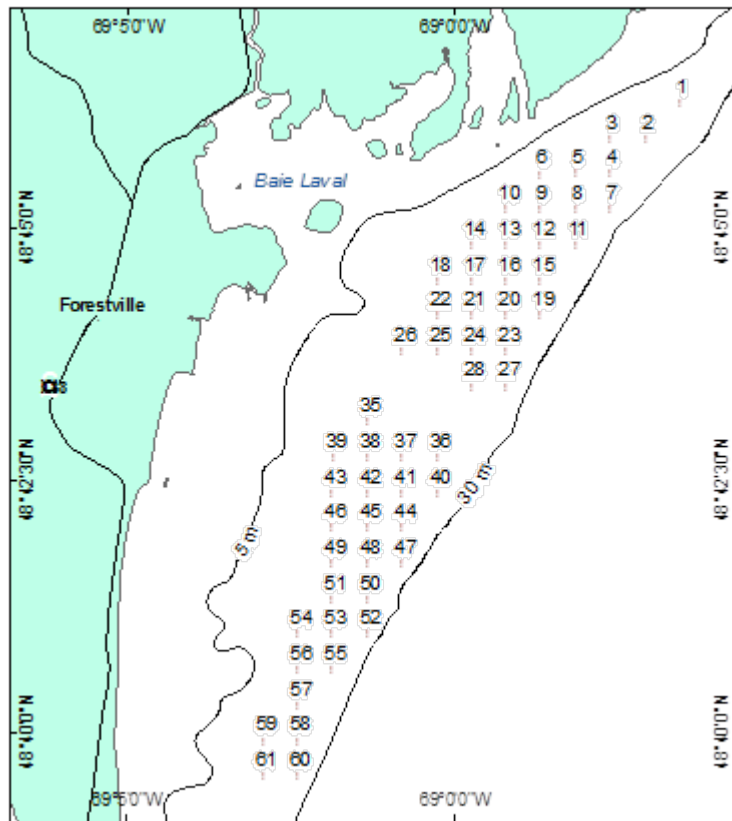 69°50"W 69°00"W
1
3 2
6 5 4
Baie Laval
10 9 8 7
48°45'0"N 14 13 12 11 48°45'0"N
18 17 16 15
Forestville
22 21 20 19
26 25 24 23
28 27
35
39 38 37 36
48°42'30"N 43 42 41 40 30 m 48°42'30"N
46 45 44
5 m 49 48 47
51 50
54 53 52
56 55
57
48°40'0"N 59 58 48°40'0"N
61 60
69°50"W 69°00"W